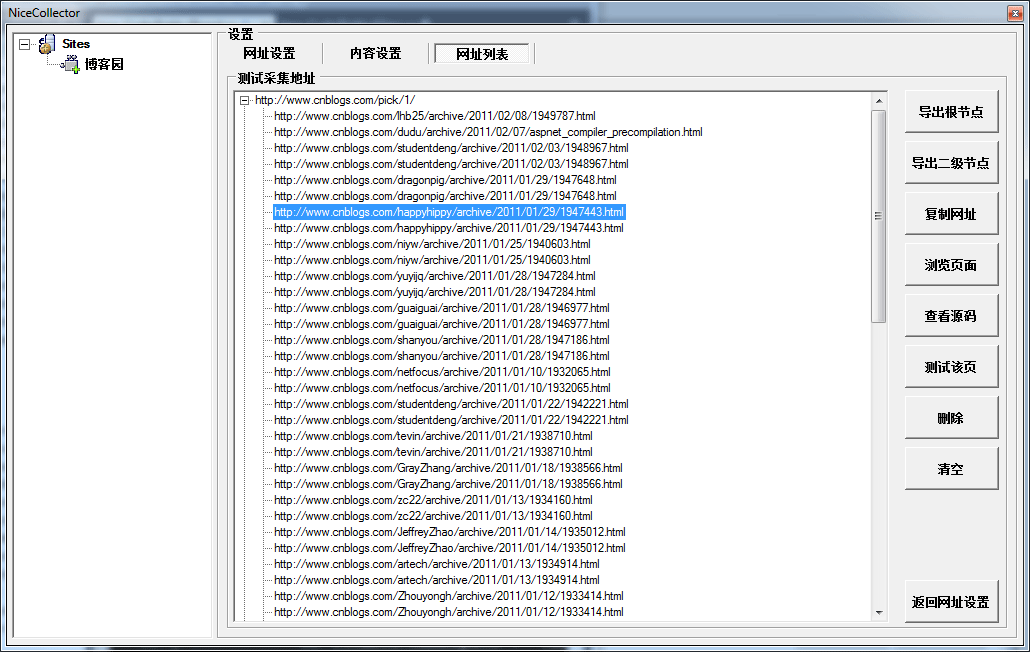 NiceCollector
Sites
博客园
设置
网址设置
内容设置
网址列表
测试采集地址
http://www.cnblogs.com/pick/1/
http://www.cnblogs.com/lhb25/archive/2011/02/08/1949787.html
http://www.cnblogs.com/dudu/archive/2011/02/07/aspnet_compiler_precompilation.html
http://www.cnblogs.com/studentdeng/archive/2011/02/03/1948967.html
http://www.cnblogs.com/studentdeng/archive/2011/02/03/1948967.html
http://www.cnblogs.com/dragonpig/archive/2011/01/29/1947648.html
http://www.cnblogs.com/dragonpig/archive/2011/01/29/1947648.html
http://www.cnblogs.com/happyhippy/archive/2011/01/29/1947443.html
http://www.cnblogs.com/happyhippy/archive/2011/01/29/1947443.html
http://www.cnblogs.com/niyw/archive/2011/01/25/1940603.html
http://www.cnblogs.com/niyw/archive/2011/01/25/1940603.html
http://www.cnblogs.com/yuyijq/archive/2011/01/28/1947284.html
http://www.cnblogs.com/yuyijq/archive/2011/01/28/1947284.html
http://www.cnblogs.com/guaiguai/archive/2011/01/28/1946977.html
http://www.cnblogs.com/guaiguai/archive/2011/01/28/1946977.html
http://www.cnblogs.com/shanyou/archive/2011/01/28/1947186.html
http://www.cnblogs.com/shanyou/archive/2011/01/28/1947186.html
http://www.cnblogs.com/netfocus/archive/2011/01/10/1932065.html
http://www.cnblogs.com/netfocus/archive/2011/01/10/1932065.html
http://www.cnblogs.com/studentdeng/archive/2011/01/22/1942221.html
http://www.cnblogs.com/studentdeng/archive/2011/01/22/1942221.html
http://www.cnblogs.com/tevin/archive/2011/01/21/1938710.html
http://www.cnblogs.com/tevin/archive/2011/01/21/1938710.html
http://www.cnblogs.com/GrayZhang/archive/2011/01/18/1938566.html
http://www.cnblogs.com/GrayZhang/archive/2011/01/18/1938566.html
http://www.cnblogs.com/zc22/archive/2011/01/13/1934160.html
http://www.cnblogs.com/zc22/archive/2011/01/13/1934160.html
http://www.cnblogs.com/JeffreyZhao/archive/2011/01/14/1935012.html
http://www.cnblogs.com/JeffreyZhao/archive/2011/01/14/1935012.html
http://www.cnblogs.com/artech/archive/2011/01/13/1934914.html
http://www.cnblogs.com/artech/archive/2011/01/13/1934914.html
http://www.cnblogs.com/Zhouyongh/archive/2011/01/12/1933414.html
http://www.cnblogs.com/Zhouyongh/archive/2011/01/12/1933414.html
导出根节点
导出二级节点
复制网址
浏览页面
查看源码
测试该页
删除
清空
返回网址设置